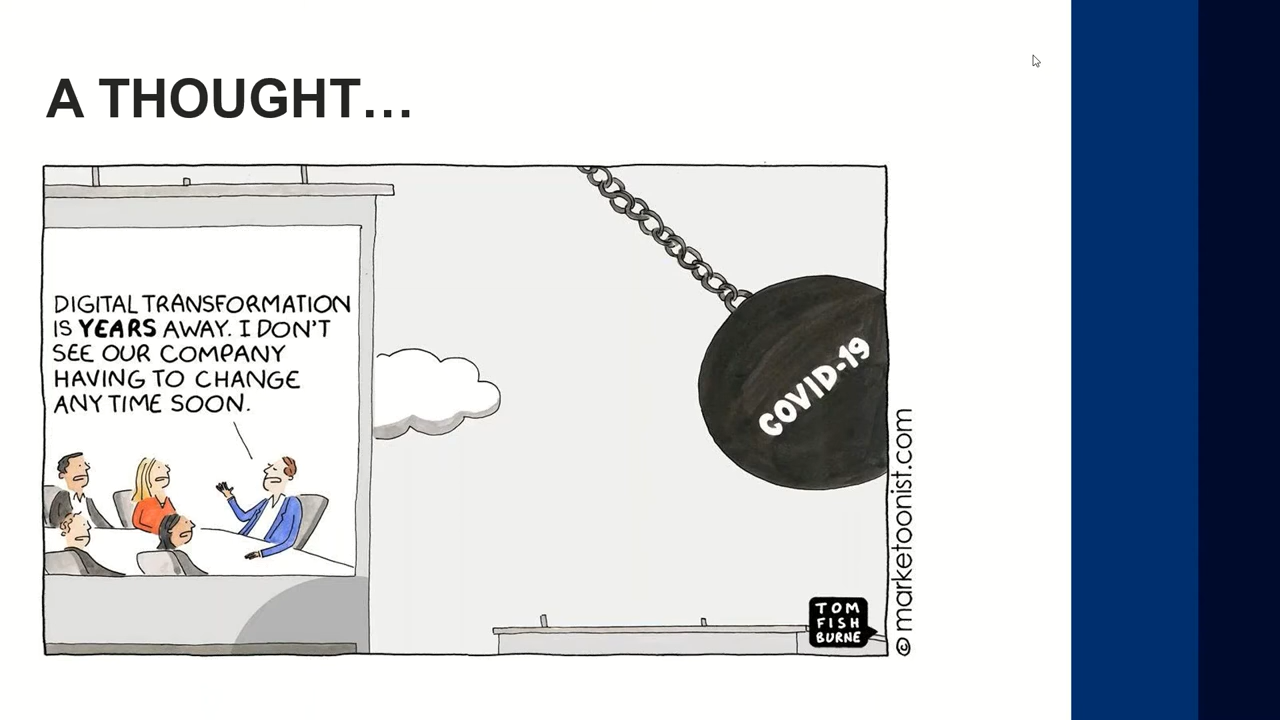 A THOUGHT...
DIGITAL TRANSFORMATION
IS YEARS AWAY. I DON'T
SEE OUR COMPANY
HAVING TO CHANGE
ANY TIME SOON.
COVID-19
TOM
FISH
BURNE
© marketoonist.com